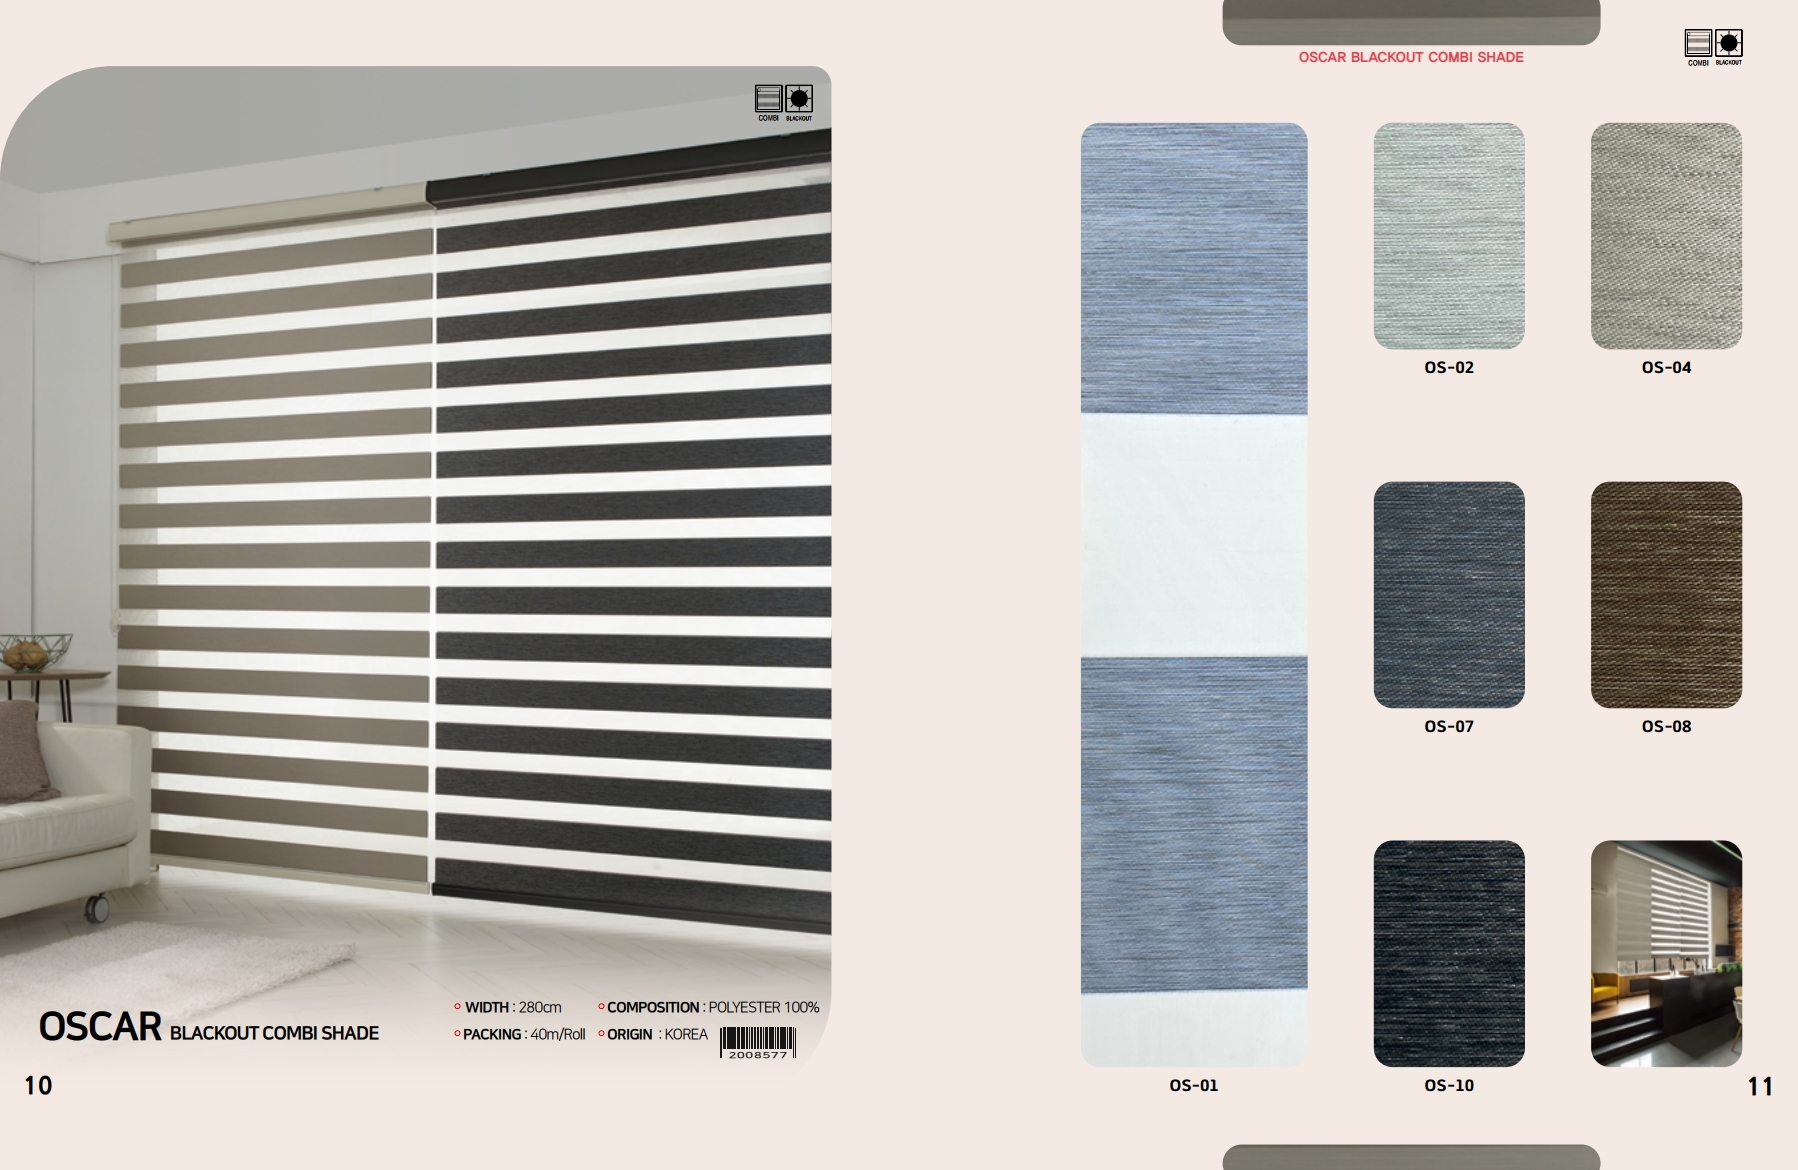 COMBI BLACKOUT
OSCAR BLACKOUT COMBI SHADE
WIDTH : 280cm
COMPOSITION : POLYESTER 100%
PACKING : 40m/Roll
ORIGIN : KOREA
2008577
10
OSCAR BLACKOUT COMBI SHADE
COMBI BLACKOUT
OS-02
OS-04
OS-07
OS-08
OS-01
OS-10
11